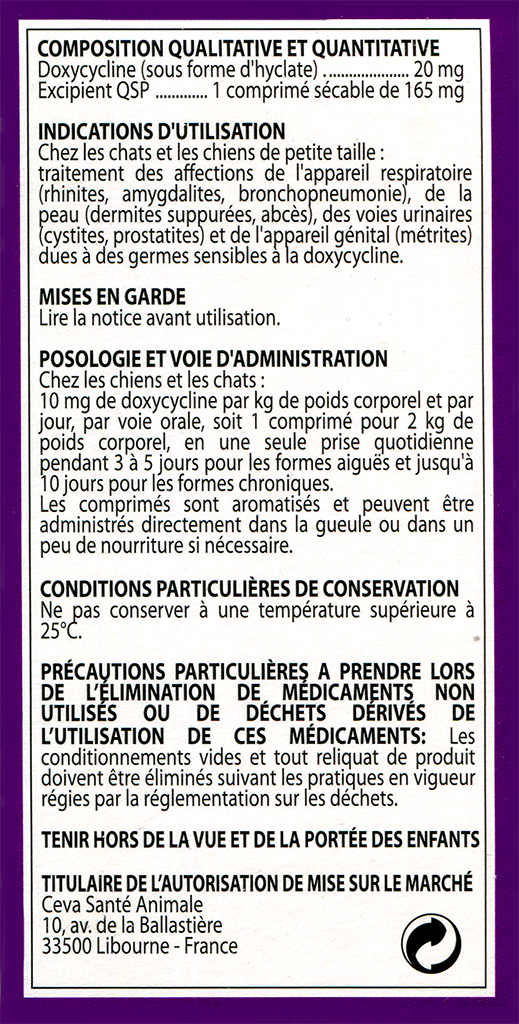 COMPOSITION QUALITATIVE ET QUANTITATIVE
Doxycycline (sous forme d'hyclate) ...................... 20 mg
Excipient QSP ............. 1 comprimé sécable de 165 mg
INDICATIONS D'UTILISATION
Chez les chats et les chiens de petite taille :
traitement des affections de l'appareil respiratoire
(rhinites, amygdalites, bronchopneumonie), de la
peau (dermites suppurées, abcès), des voies urinaires
(cystites, prostatites) et de l'appareil génital (métrites)
dues à des germes sensibles à la doxycycline.
MISES EN GARDE
Lire la notice avant utilisation.
POSOLOGIE ET VOIE D'ADMINISTRATION
Chez les chiens et les chats :
10 mg de doxycycline par kg de poids corporel et par
jour, par voie orale, soit 1 comprimé pour 2 kg de
poids corporel, en une seule prise quotidienne
pendant 3 à 5 jours pour les formes aiguës et jusqu'à
10 jours pour les formes chroniques.
Les comprimés sont aromatisés et peuvent être
administrés directement dans la gueule ou dans un
peu de nourriture si nécessaire.
CONDITIONS PARTICULIÈRES DE CONSERVATION
Ne pas conserver à une température supérieure à
25°C.
PRÉCAUTIONS PARTICULIÈRES A PRENDRE LORS
DE L'ÉLIMINATION DE MÉDICAMENTS NON
UTILISÉS OU DE DÉCHETS DÉRIVÉS DE
L'UTILISATION DE CES MÉDICAMENTS: Les
conditionnements vides et tout reliquat de produit
doivent être éliminés suivant les pratiques en vigueur
régies par la réglementation sur les déchets.
TENIR HORS DE LA VUE ET DE LA PORTÉE DES ENFANTS
TITULAIRE DE L'AUTORISATION DE MISE SUR LE MARCHÉ
Ceva Santé Animale
10, av. de la Ballastière
33500 Libourne - France